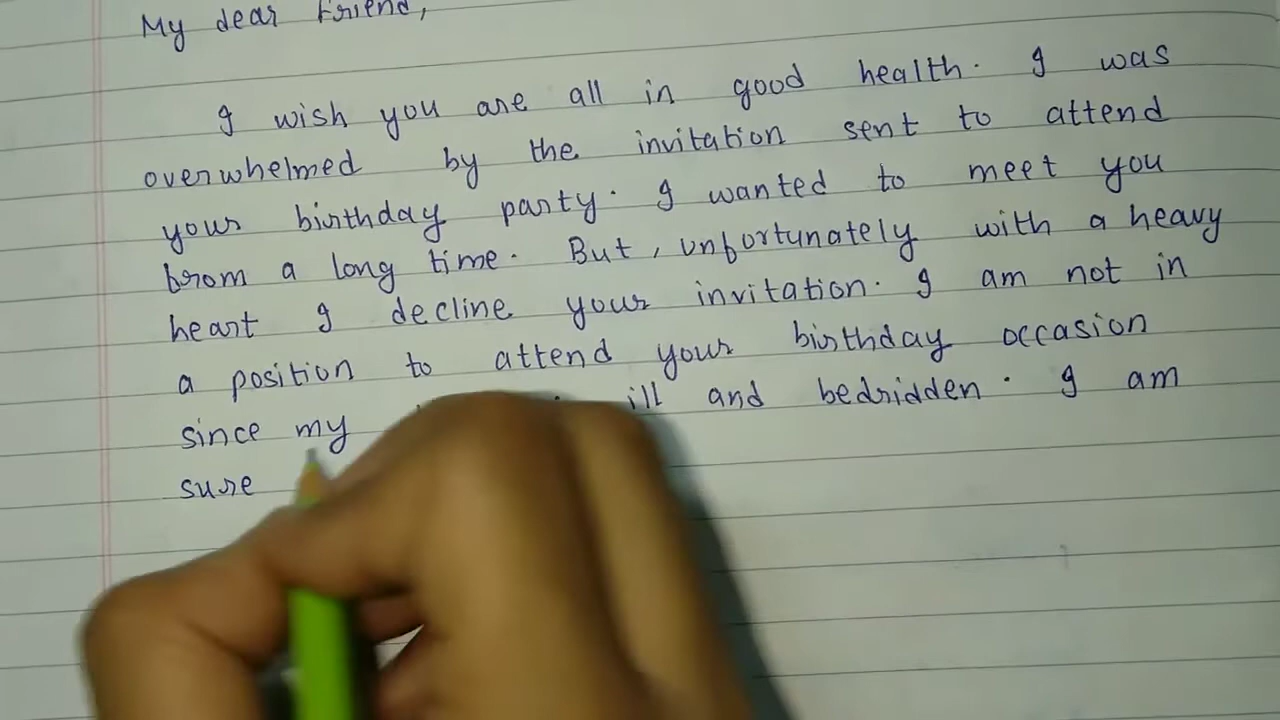 My dear Friend,
I wish you are all in good health. I was
overwhelmed by the invitation sent to attend
your birthday party. I wanted to meet you
from a long time. But, unfortunately with a heavy
heart I decline your invitation. I am not in
a position to attend your birthday occasion
since my ill and bedridden. I am
sure